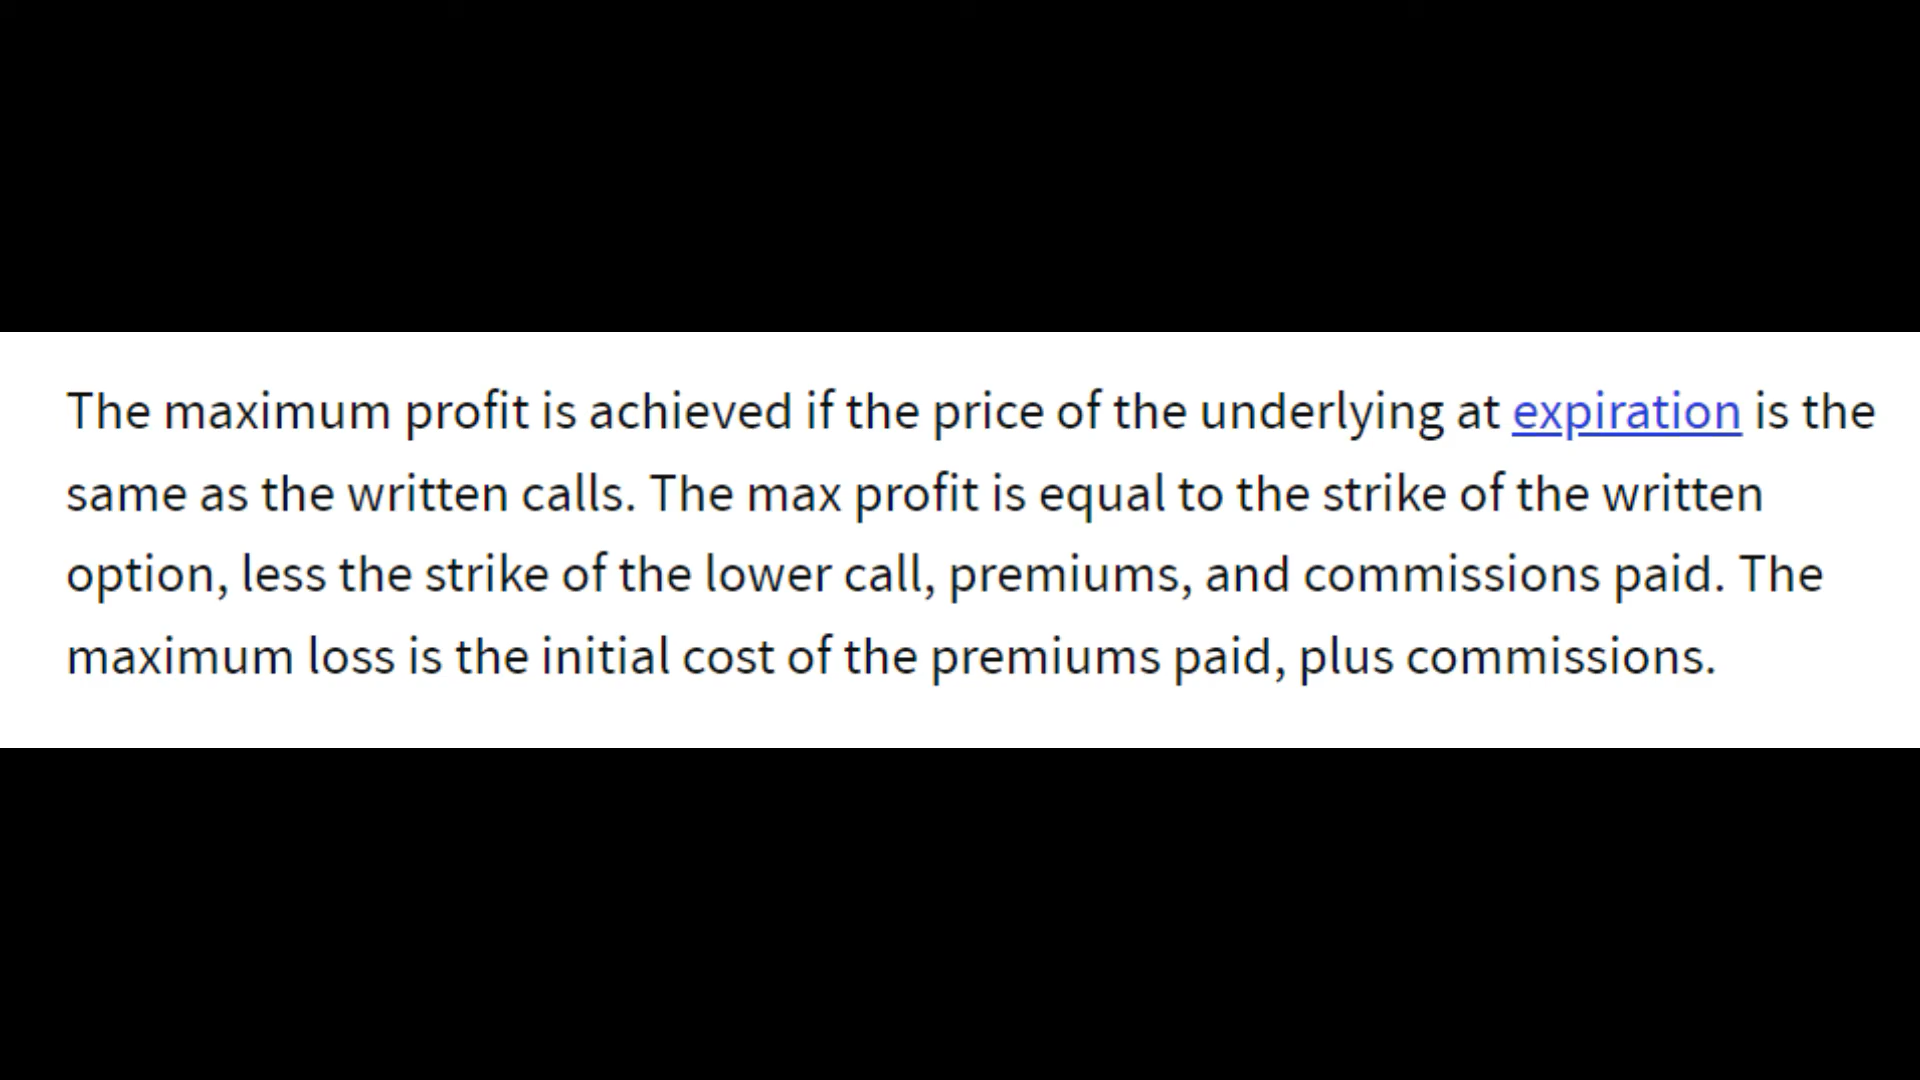 The maximum profit is achieved if the price of the underlying at expiration is the
same as the written calls. The max profit is equal to the strike of the written
option, less the strike of the lower call, premiums, and commissions paid. The
maximum loss is the initial cost of the premiums paid, plus commissions.